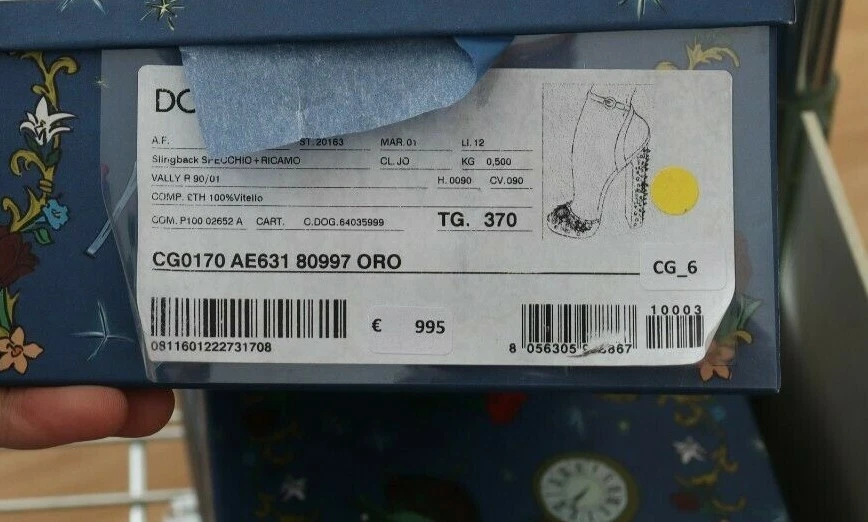 DO
A.F. ST.20163 MAR.01 LI.12
Slingback SPECCHIO+RICAMO CL.JO KG 0,500
VALLY R 90/01 H.0090 CV.090
COMP. ETH 100%Vitello
COM. P100 02652 A CART. C.DOG.64035999 TG. 370
CG0170 AE631 80997 ORO
CG_6
€ 995
10003
0811601222731708
8 056305